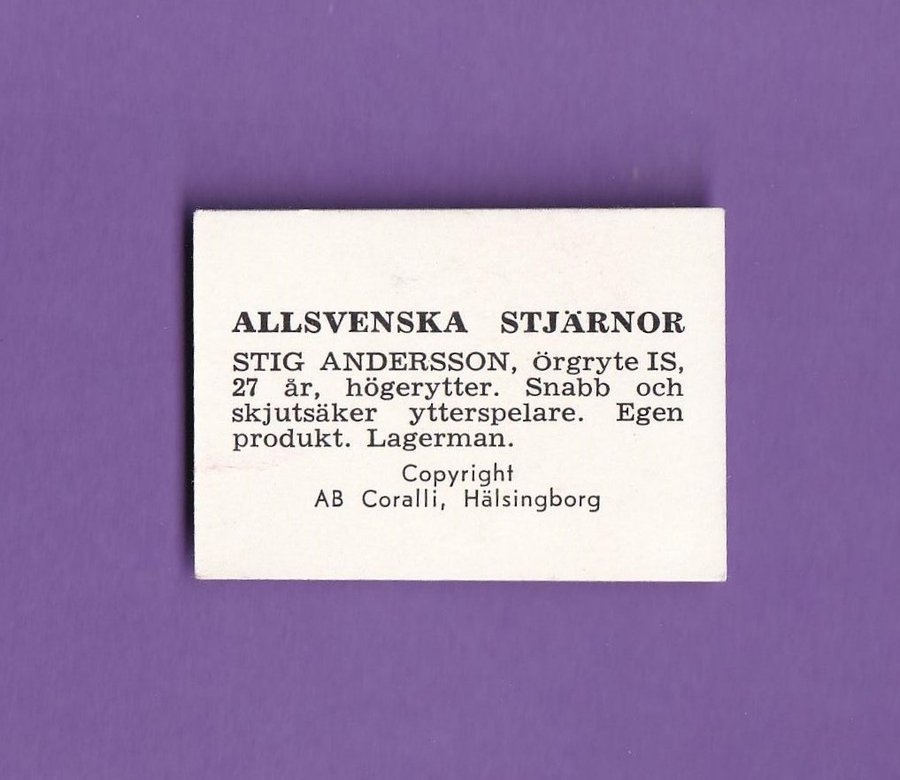 ALLSVENSKA STJÄRNOR
STIG ANDERSSON, örgryte IS,
27 år, högerytter. Snabb och
skjutsäker ytterspelare. Egen
produkt. Lagerman.
Copyright
AB Coralli, Hälsingborg